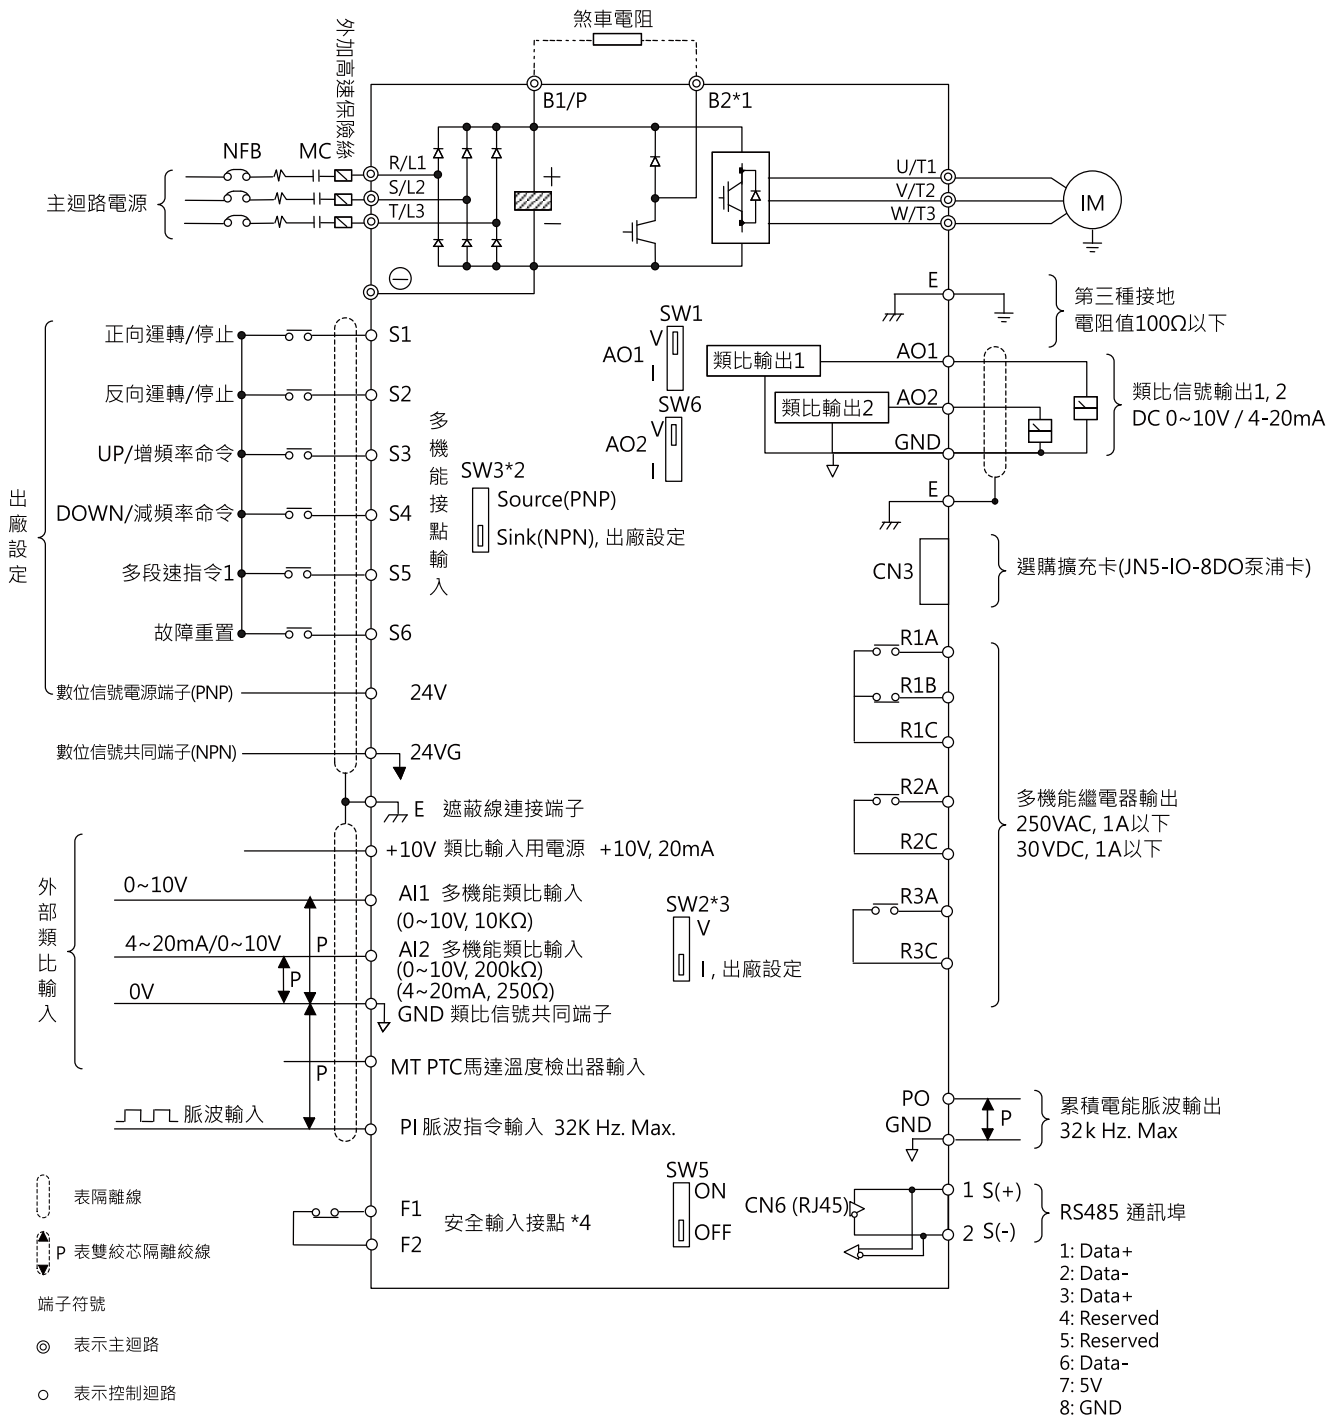 煞車電阻
外加高速保險絲
B1/P
B2*1
NFB
MC
主迴路電源
R/L1
S/L2
T/L3
+
−
U/T1
V/T2
W/T3
IM
E
第三種接地
電阻值100Ω以下
出廠設定
正向運轉/停止
S1
反向運轉/停止
S2
UP/增頻率命令
S3
DOWN/減頻率命令
S4
多段速指令1
S5
故障重置
S6
多機能接點輸入
數位信號電源端子(PNP)
24V
數位信號共同端子(NPN)
24VG
E 遮蔽線連接端子
SW1
AO1
V
I
SW6
AO2
V
I
SW3*2
Source(PNP)
Sink(NPN), 出廠設定
類比輸出1
AO1
類比輸出2
AO2
GND
E
類比信號輸出1, 2
DC 0~10V / 4-20mA
CN3
選購擴充卡(JN5-IO-8DO泵浦卡)
R1A
R1B
R1C
R2A
R2C
R3A
R3C
多機能繼電器輸出
250VAC, 1A以下
30VDC, 1A以下
外部類比輸入
+10V 類比輸入用電源 +10V, 20mA
0~10V
AI1 多機能類比輸入
(0~10V, 10KΩ)
4~20mA/0~10V
AI2 多機能類比輸入
(0~10V, 200kΩ)
(4~20mA, 250Ω)
0V
GND 類比信號共同端子
P
P
P
SW2*3
V
I , 出廠設定
MT PTC馬達溫度檢出器輸入
脈波輸入
PI 脈波指令輸入 32K Hz. Max.
PO
GND
P
累積電能脈波輸出
32k Hz. Max
F1
F2
安全輸入接點 *4
SW5
ON
OFF
CN6 (RJ45)
1 S(+)
2 S(-)
RS485 通訊埠
1: Data+
2: Data-
3: Data+
4: Reserved
5: Reserved
6: Data-
7: 5V
8: GND
表隔離線
P 表雙絞芯隔離絞線
端子符號
表示主迴路
表示控制迴路